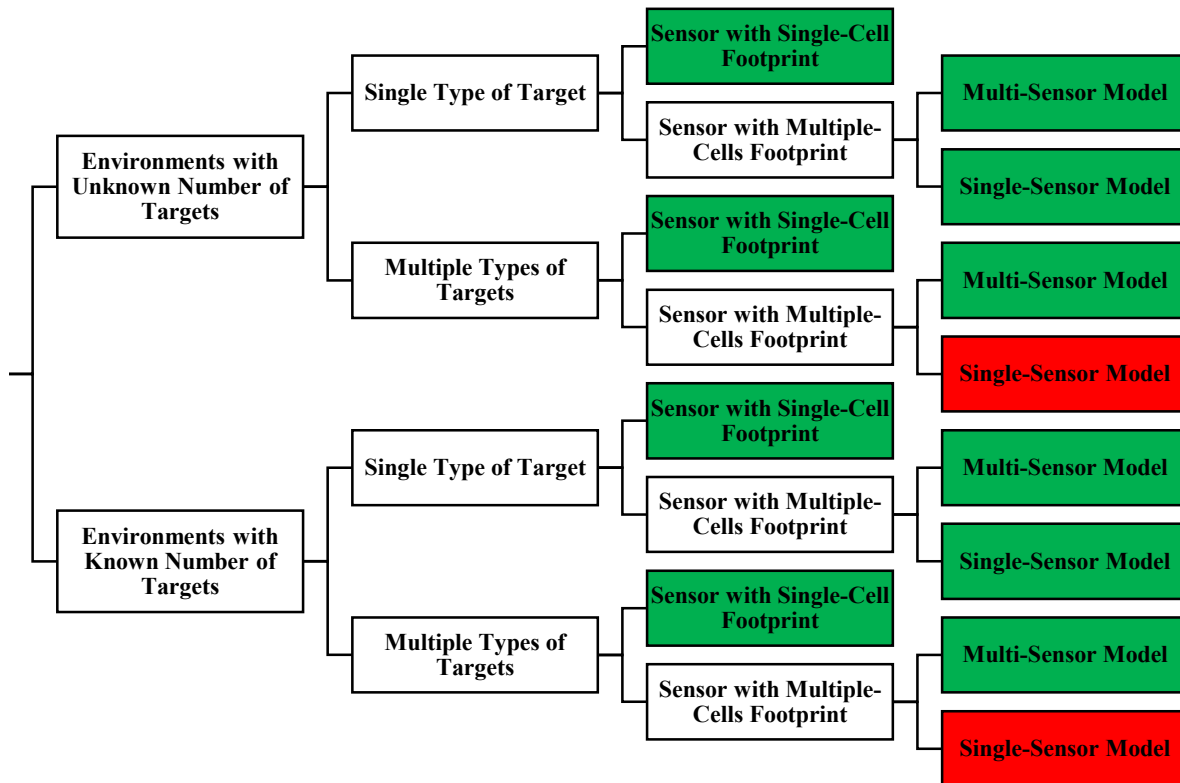 Environments with
Unknown Number of
Targets
Single Type of Target
Sensor with Single-Cell
Footprint
Sensor with Multiple-
Cells Footprint
Multi-Sensor Model
Single-Sensor Model
Multiple Types of
Targets
Sensor with Single-Cell
Footprint
Sensor with Multiple-
Cells Footprint
Multi-Sensor Model
Single-Sensor Model
Environments with
Known Number of
Targets
Single Type of Target
Sensor with Single-Cell
Footprint
Sensor with Multiple-
Cells Footprint
Multi-Sensor Model
Single-Sensor Model
Multiple Types of
Targets
Sensor with Single-Cell
Footprint
Sensor with Multiple-
Cells Footprint
Multi-Sensor Model
Single-Sensor Model